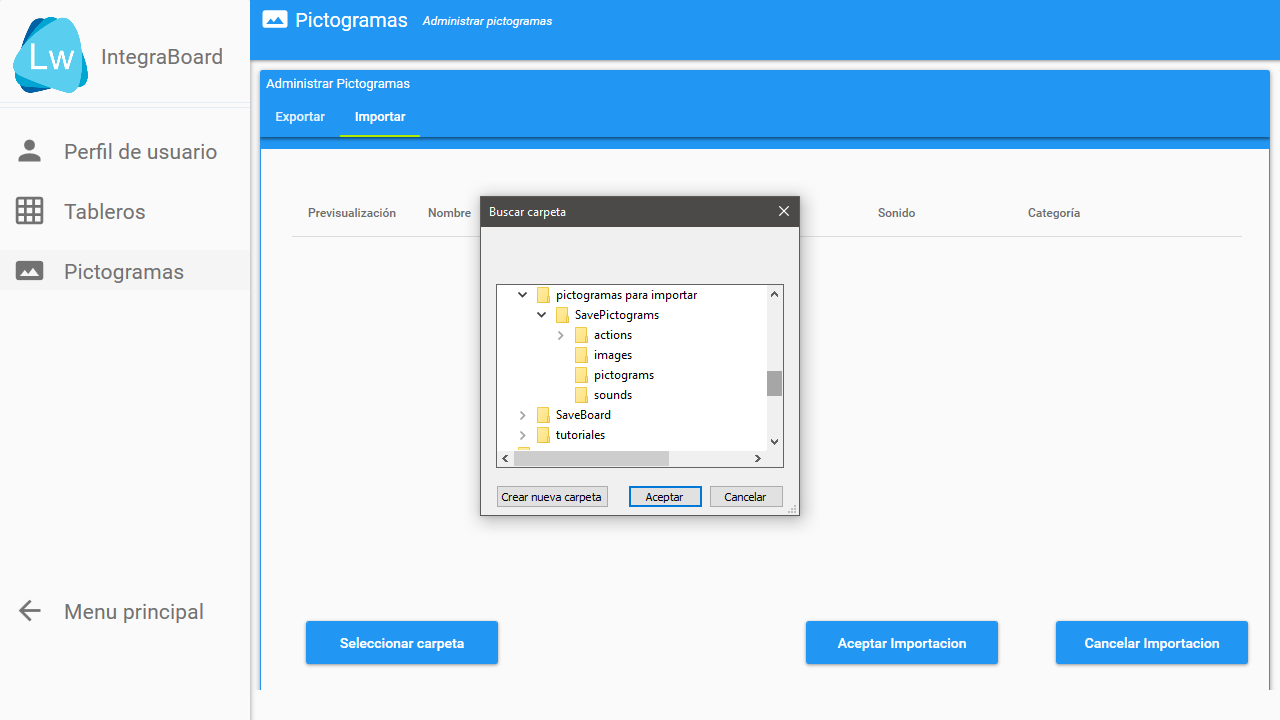 Lw IntegraBoard
Perfil de usuario
Tableros
Pictogramas
Menu principal
Pictogramas Administrar pictogramas
Administrar Pictogramas
Exportar Importar
Previsualización Nombre Sonido Categoría
Buscar carpeta
pictogramas para importar
SavePictograms
actions
images
pictograms
sounds
SaveBoard
tutoriales
Crear nueva carpeta Aceptar Cancelar
Seleccionar carpeta Aceptar Importacion Cancelar Importacion